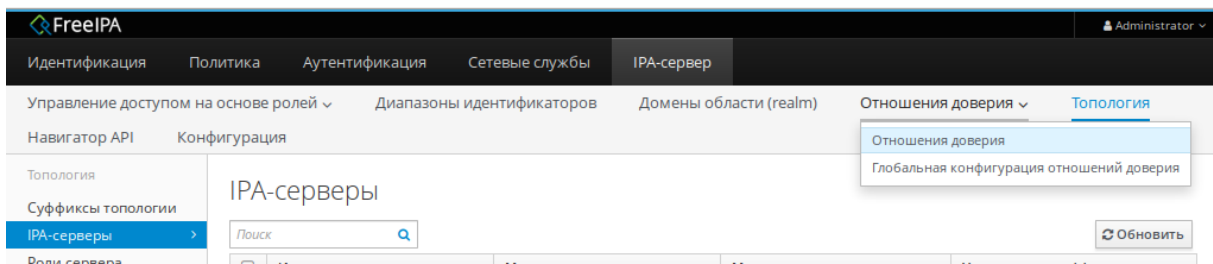 FreeIPA Administrator
Идентификация Политика Аутентификация Сетевые службы IPA-сервер
Управление доступом на основе ролей Диапазоны идентификаторов Домены области (realm) Отношения доверия Топология
Навигатор API Конфигурация
Отношения доверия
Глобальная конфигурация отношений доверия
Топология
Суффиксы топологии
IPA-серверы
Роли сервера
IPA-серверы
Поиск
Обновить